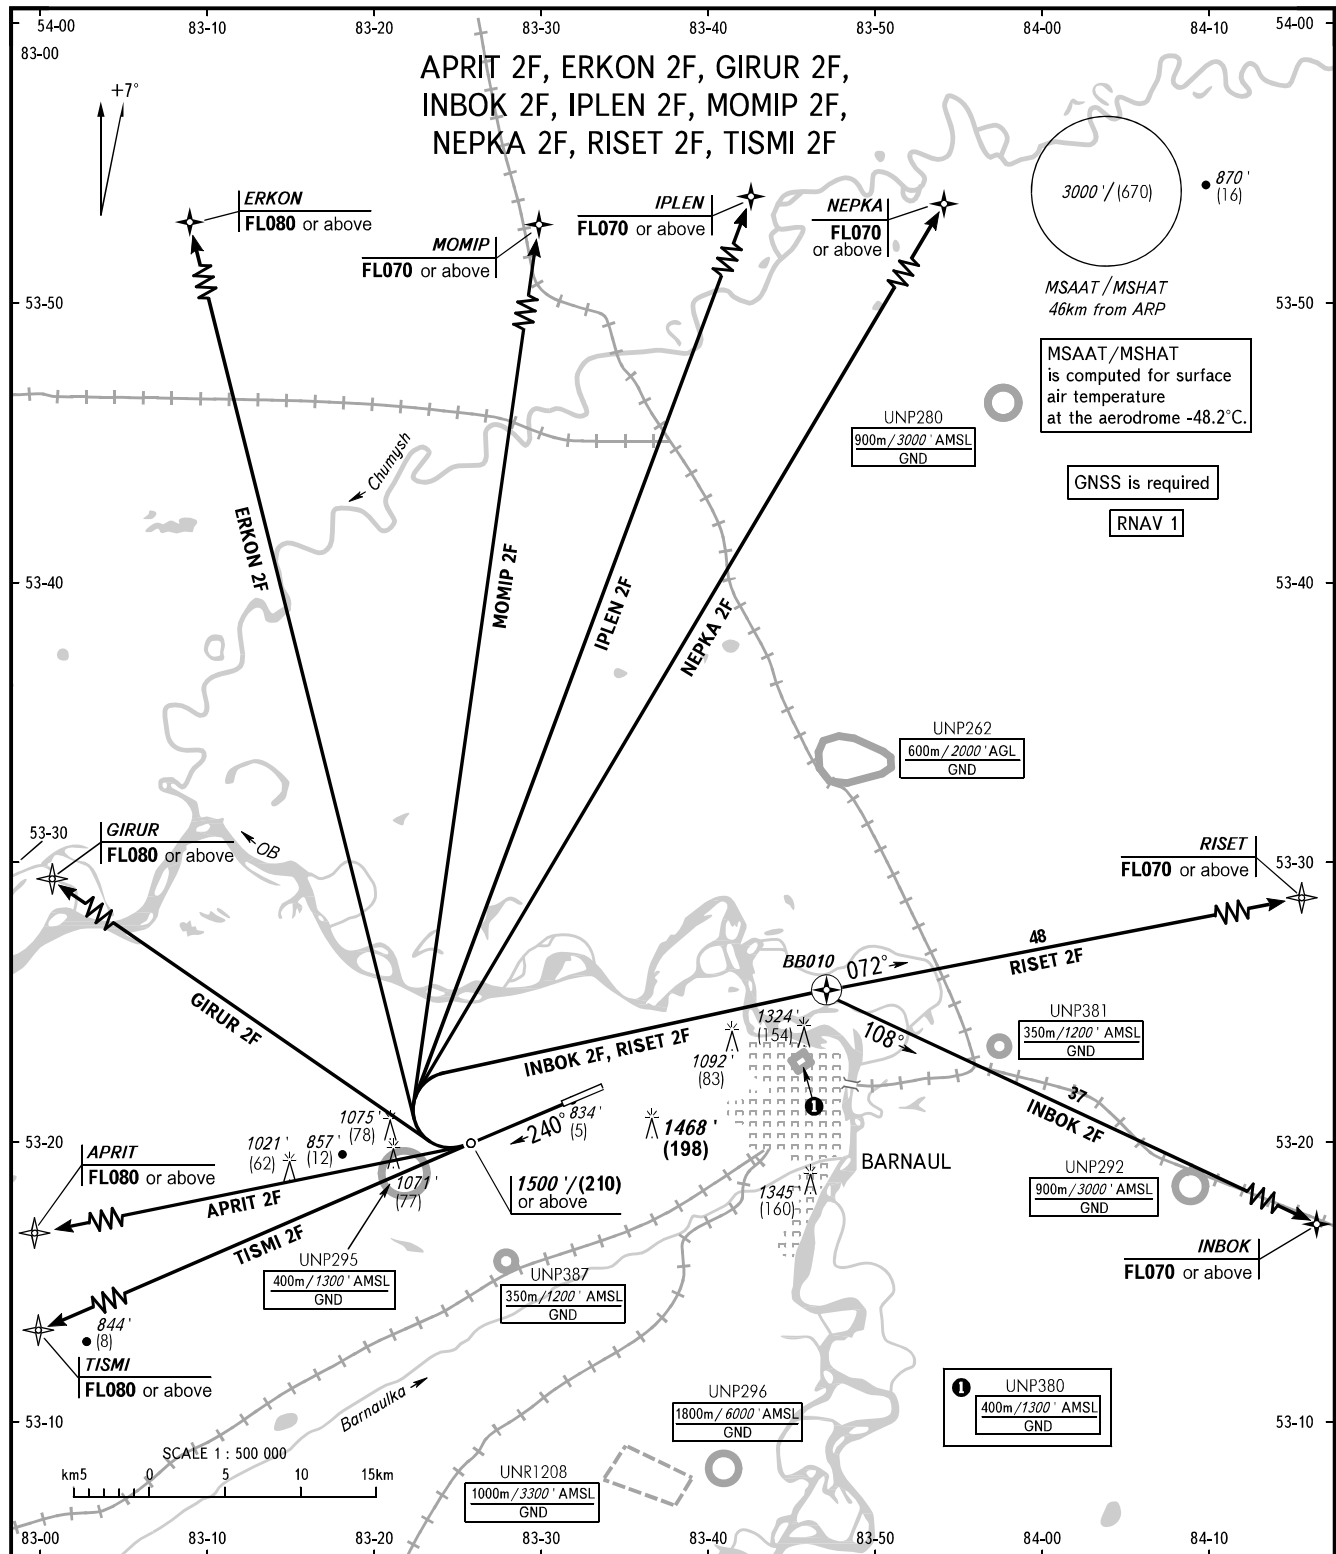 54-00
83-10
83-20
83-30
83-40
83-50
84-00
84-10
54-00
83-00
APRIT 2F, ERKON 2F, GIRUR 2F,
INBOK 2F, IPLEN 2F, MOMIP 2F,
NEPKA 2F, RISET 2F, TISMI 2F
+7°
3000 '/(670)
870 '
(16)
MSAAT/MSHAT
46km from ARP
ERKON
FL080 or above
MOMIP
FL070 or above
IPLEN
FL070 or above
NEPKA
FL070
or above
53-50
53-50
MSAAT/MSHAT
is computed for surface
air temperature
at the aerodrome -48.2°C.
UNP280
900m/3000 ' AMSL
GND
GNSS is required
RNAV 1
Chumysh
ERKON 2F
MOMIP 2F
IPLEN 2F
NEPKA 2F
53-40
53-40
UNP262
600m/2000 ' AGL
GND
53-30
GIRUR
FL080 or above
OB
RISET
FL070 or above
53-30
GIRUR 2F
BB010
072°
48
RISET 2F
INBOK 2F, RISET 2F
1324 '
(154)
1092 '
(83)
108°
UNP381
350m/1200 ' AMSL
GND
37
INBOK 2F
1
240°
834 '
(5)
1468 '
(198)
1075 '
(78)
1021 '
(62)
857 '
(12)
1071 '
(77)
53-20
53-20
APRIT
FL080 or above
APRIT 2F
1500 '/(210)
or above
BARNAUL
1345
(160)
UNP292
900m/3000 ' AMSL
GND
TISMI 2F
UNP295
400m/1300 ' AMSL
GND
UNP387
350m/1200 ' AMSL
GND
INBOK
FL070 or above
844 '
(8)
TISMI
FL080 or above
Barnaulka
UNP296
1800m/6000 ' AMSL
GND
1
UNP380
400m/1300 ' AMSL
GND
53-10
53-10
SCALE 1 : 500 000
km5
0
5
10
15km
UNR1208
1000m/3300 ' AMSL
GND
83-00
83-10
83-20
83-30
83-40
83-50
84-00
84-10